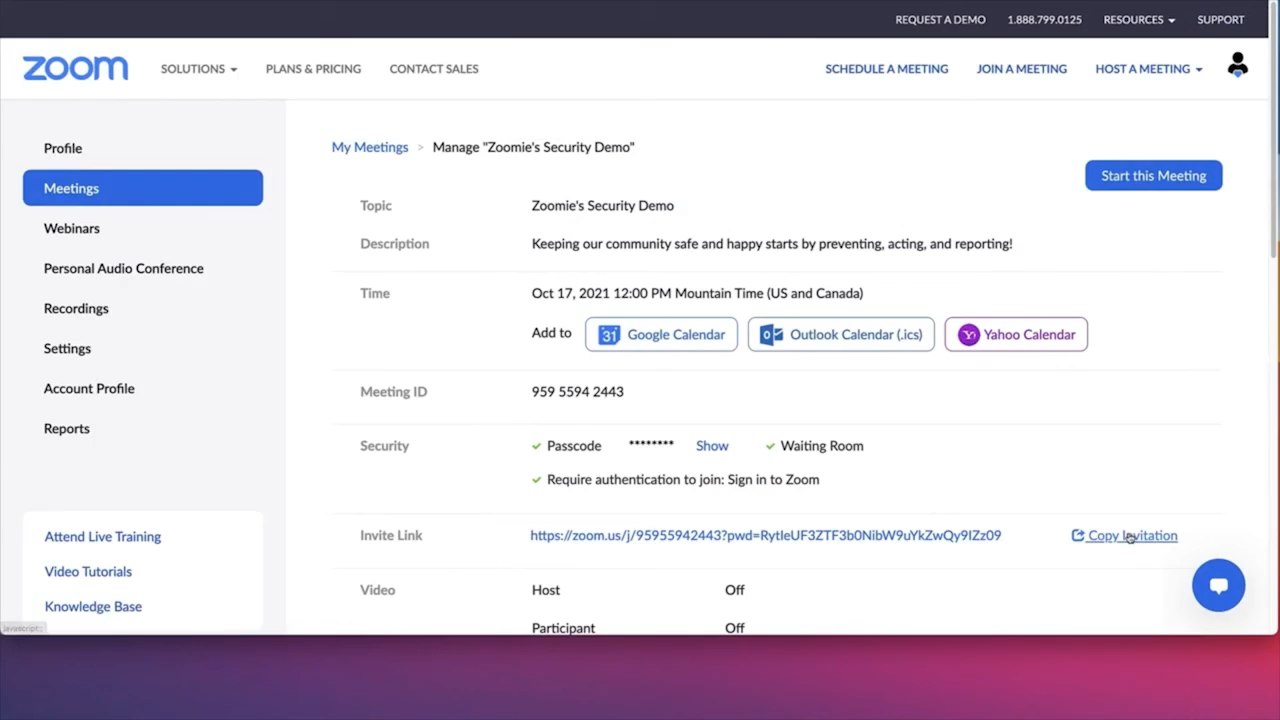 REQUEST A DEMO 1.888.799.0125 RESOURCES SUPPORT
zoom SOLUTIONS PLANS & PRICING CONTACT SALES SCHEDULE A MEETING JOIN A MEETING HOST A MEETING
Profile
Meetings
Webinars
Personal Audio Conference
Recordings
Settings
Account Profile
Reports
Attend Live Training
Video Tutorials
Knowledge Base
javascript:;
My Meetings > Manage "Zoomie's Security Demo"
Start this Meeting
Topic Zoomie's Security Demo
Description Keeping our community safe and happy starts by preventing, acting, and reporting!
Time Oct 17, 2021 12:00 PM Mountain Time (US and Canada)
Add to 31 Google Calendar Outlook Calendar (.ics) Yahoo Calendar
Meeting ID 959 5594 2443
Security Passcode ******** Show Waiting Room
Require authentication to join: Sign in to Zoom
Invite Link https://zoom.us/j/95955942443?pwd=RytIeUF3ZTF3b0NibW9uYkZwQy9IZz09 Copy Invitation
Video Host Off
Participant Off